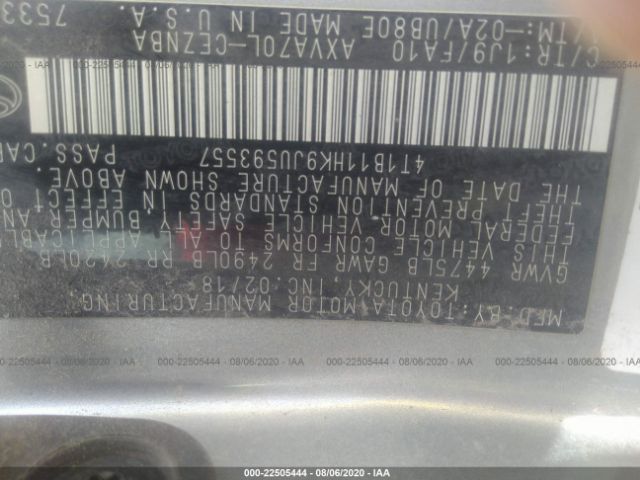 MFD.BY:TOYOTA MOTOR MANUFACTURING
KENTUCKY INC. 02/18
GVWR 4475LB GAWR FR 2490LB RR 2420LB
THIS VEHICLE CONFORMS TO ALL APPLICABL
FEDERAL MOTOR VEHICLE SAFETY, BUMPER, AN
THEFT PREVENTION STANDARDS IN EFFECT O
THE DATE OF MANUFACTURE SHOWN ABOVE.
4T1B11HK9JU593557 PASS.CA
C/TR:1J9/FA10 AXVA70L-CEZNBA 7533
/TM:-02A/UB80E MADE IN U.S.A.
000-22505444 - 08/06/2020 - IAA